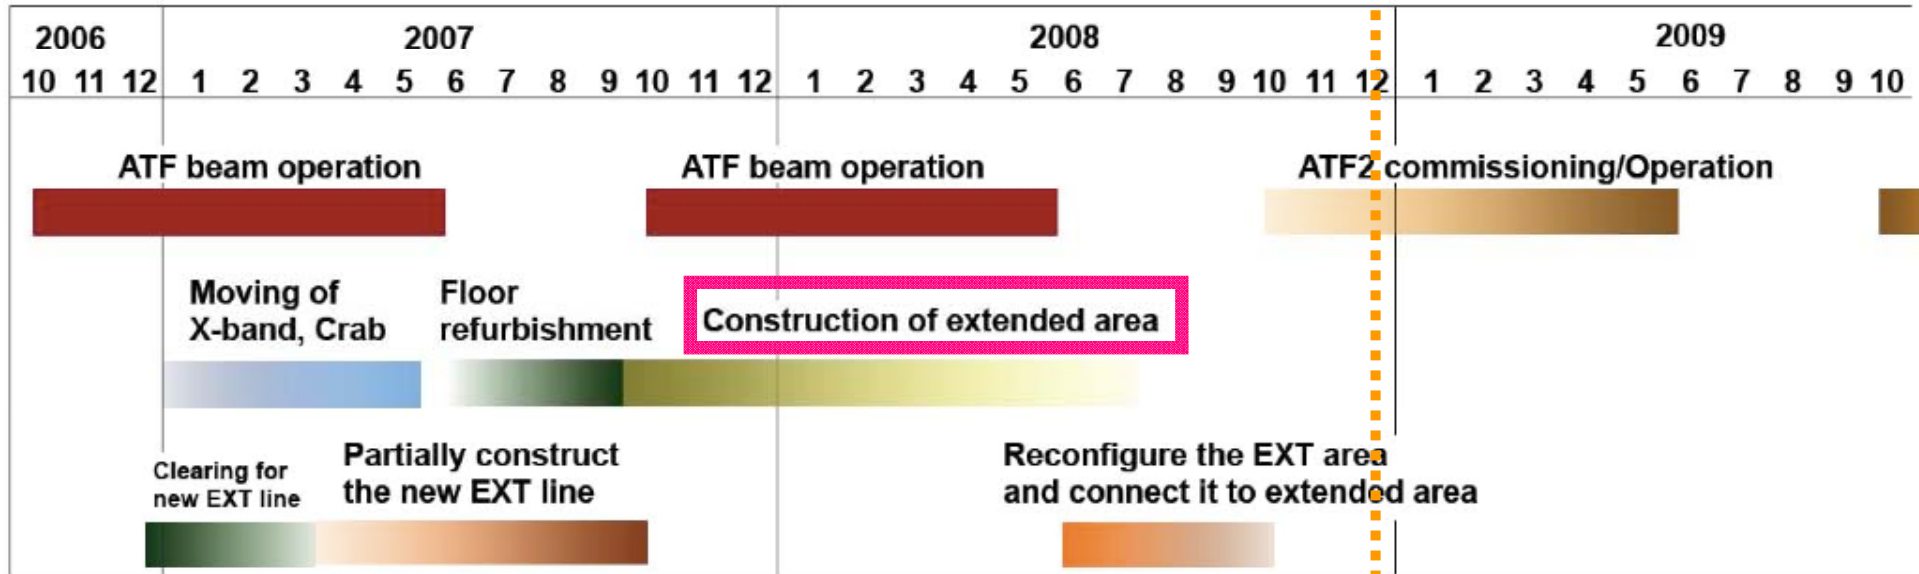 2006 2007 2008 2009
10 11 12 1 2 3 4 5 6 7 8 9 10 11 12 1 2 3 4 5 6 7 8 9 10 11 12 1 2 3 4 5 6 7 8 9 10
ATF beam operation ATF beam operation ATF2 commissioning/Operation
Moving of
X-band, Crab
Floor
refurbishment
Construction of extended area
Clearing for
new EXT line
Partially construct
the new EXT line
Reconfigure the EXT area
and connect it to extended area